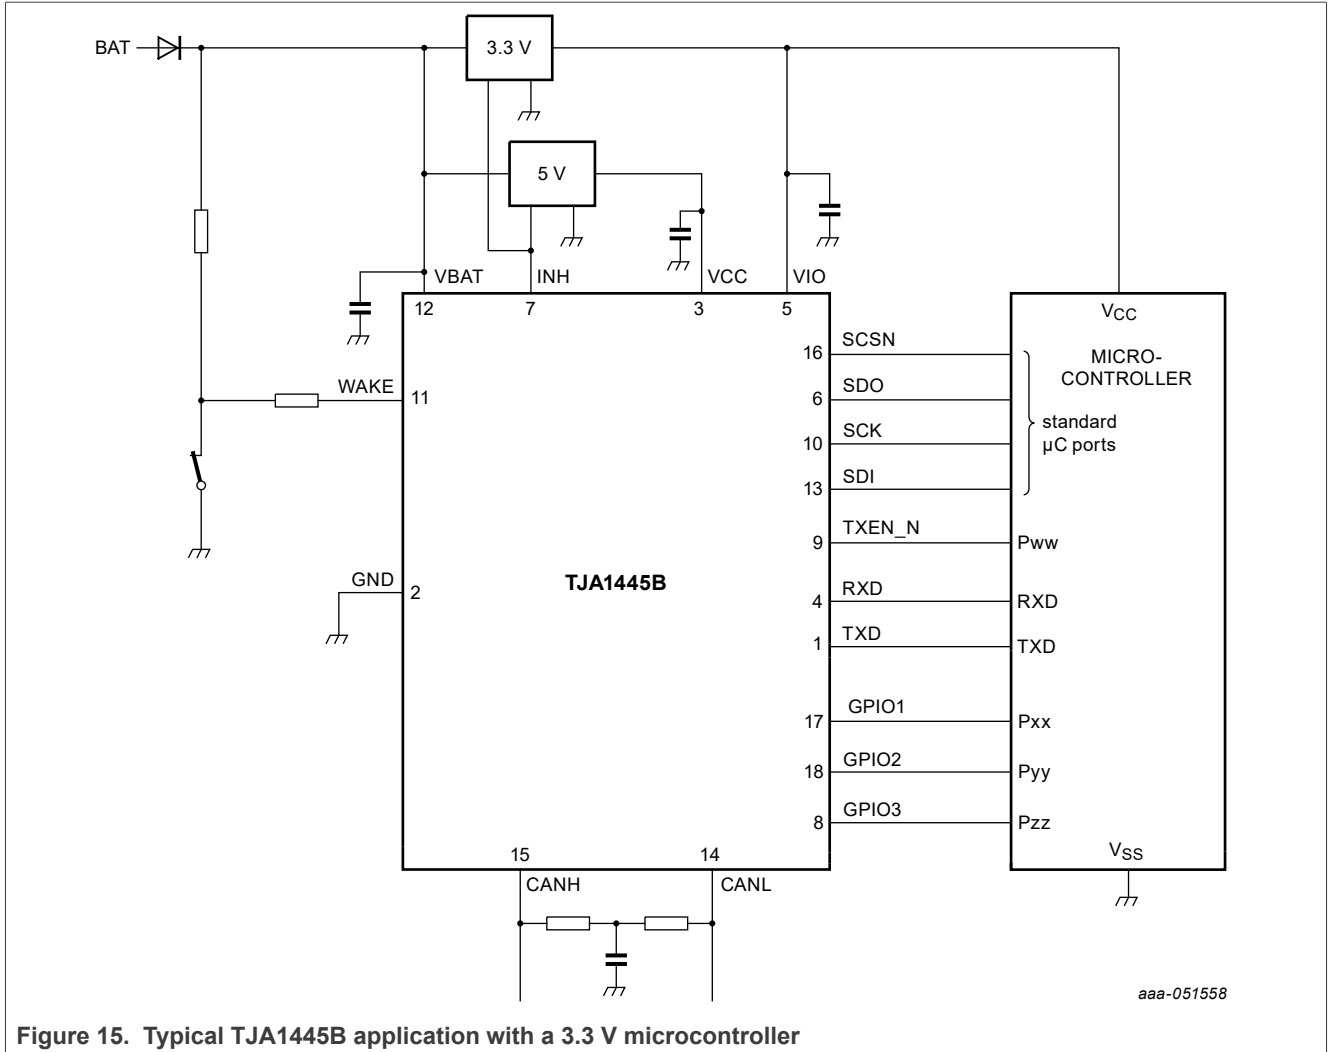 BAT
3.3 V
5 V
VBAT
INH
VCC
VIO
12
7
3
5
VCC
MICRO-
CONTROLLER
standard
µC ports
16
SCSN
6
SDO
10
SCK
13
SDI
9
TXEN_N
Pww
4
RXD
RXD
1
TXD
TXD
17
GPIO1
Pxx
18
GPIO2
Pyy
8
GPIO3
Pzz
VSS
WAKE
11
GND
2
TJA1445B
15
14
CANH
CANL
aaa-051558
Figure 15. Typical TJA1445B application with a 3.3 V microcontroller